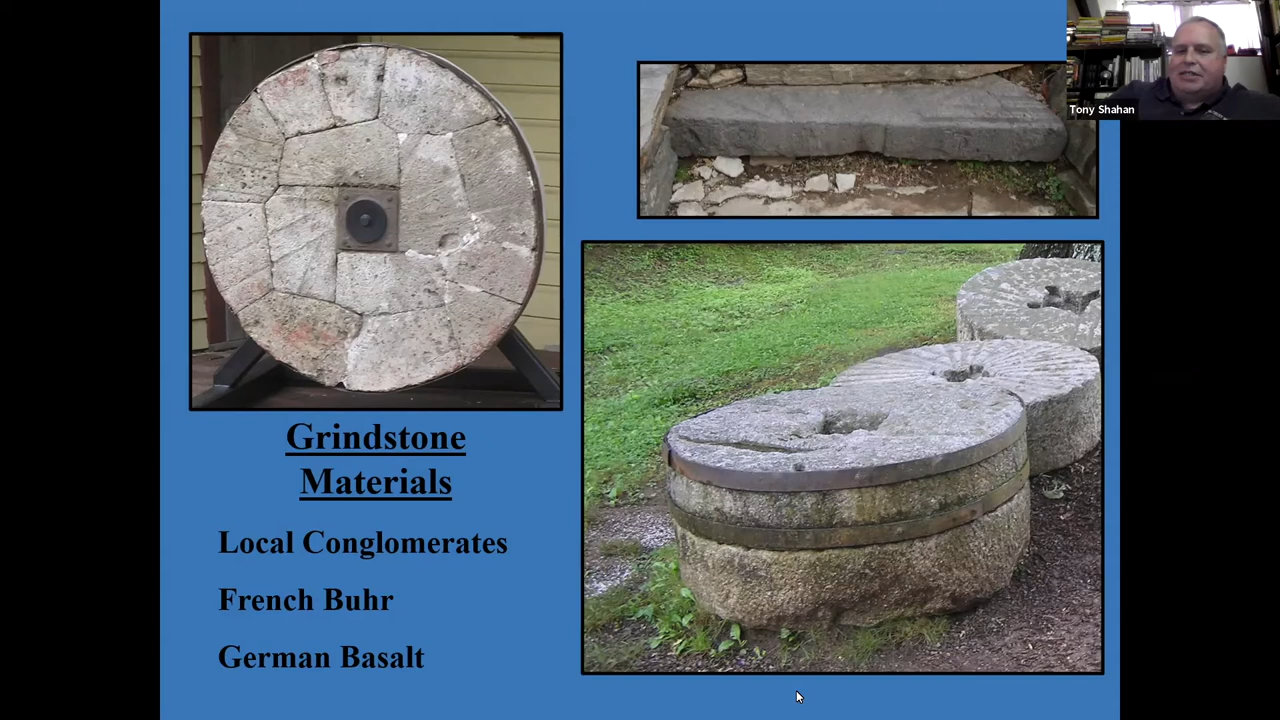 Tony Shahan
Grindstone
Materials
Local Conglomerates
French Buhr
German Basalt